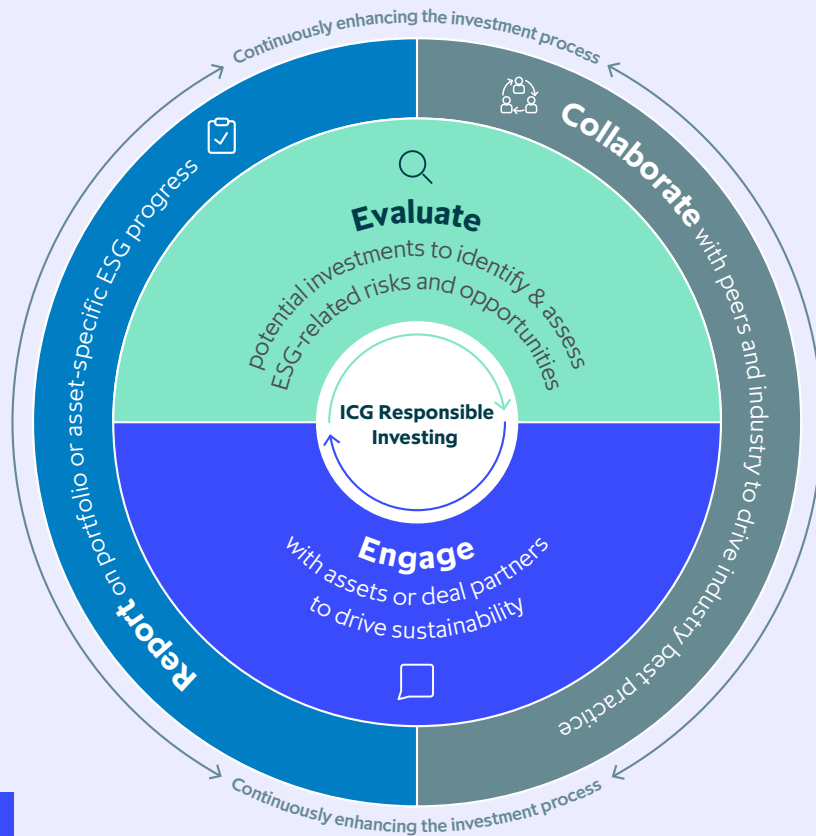 Continuously enhancing the investment process
Collaborate with peers and industry to drive industry best practice
Report on portfolio or asset-specific ESG progress
Evaluate
potential investments to identify & assess
ESG-related risks and opportunities
ICG Responsible
Investing
Engage
with assets or deal partners
to drive sustainability
Continuously enhancing the investment process